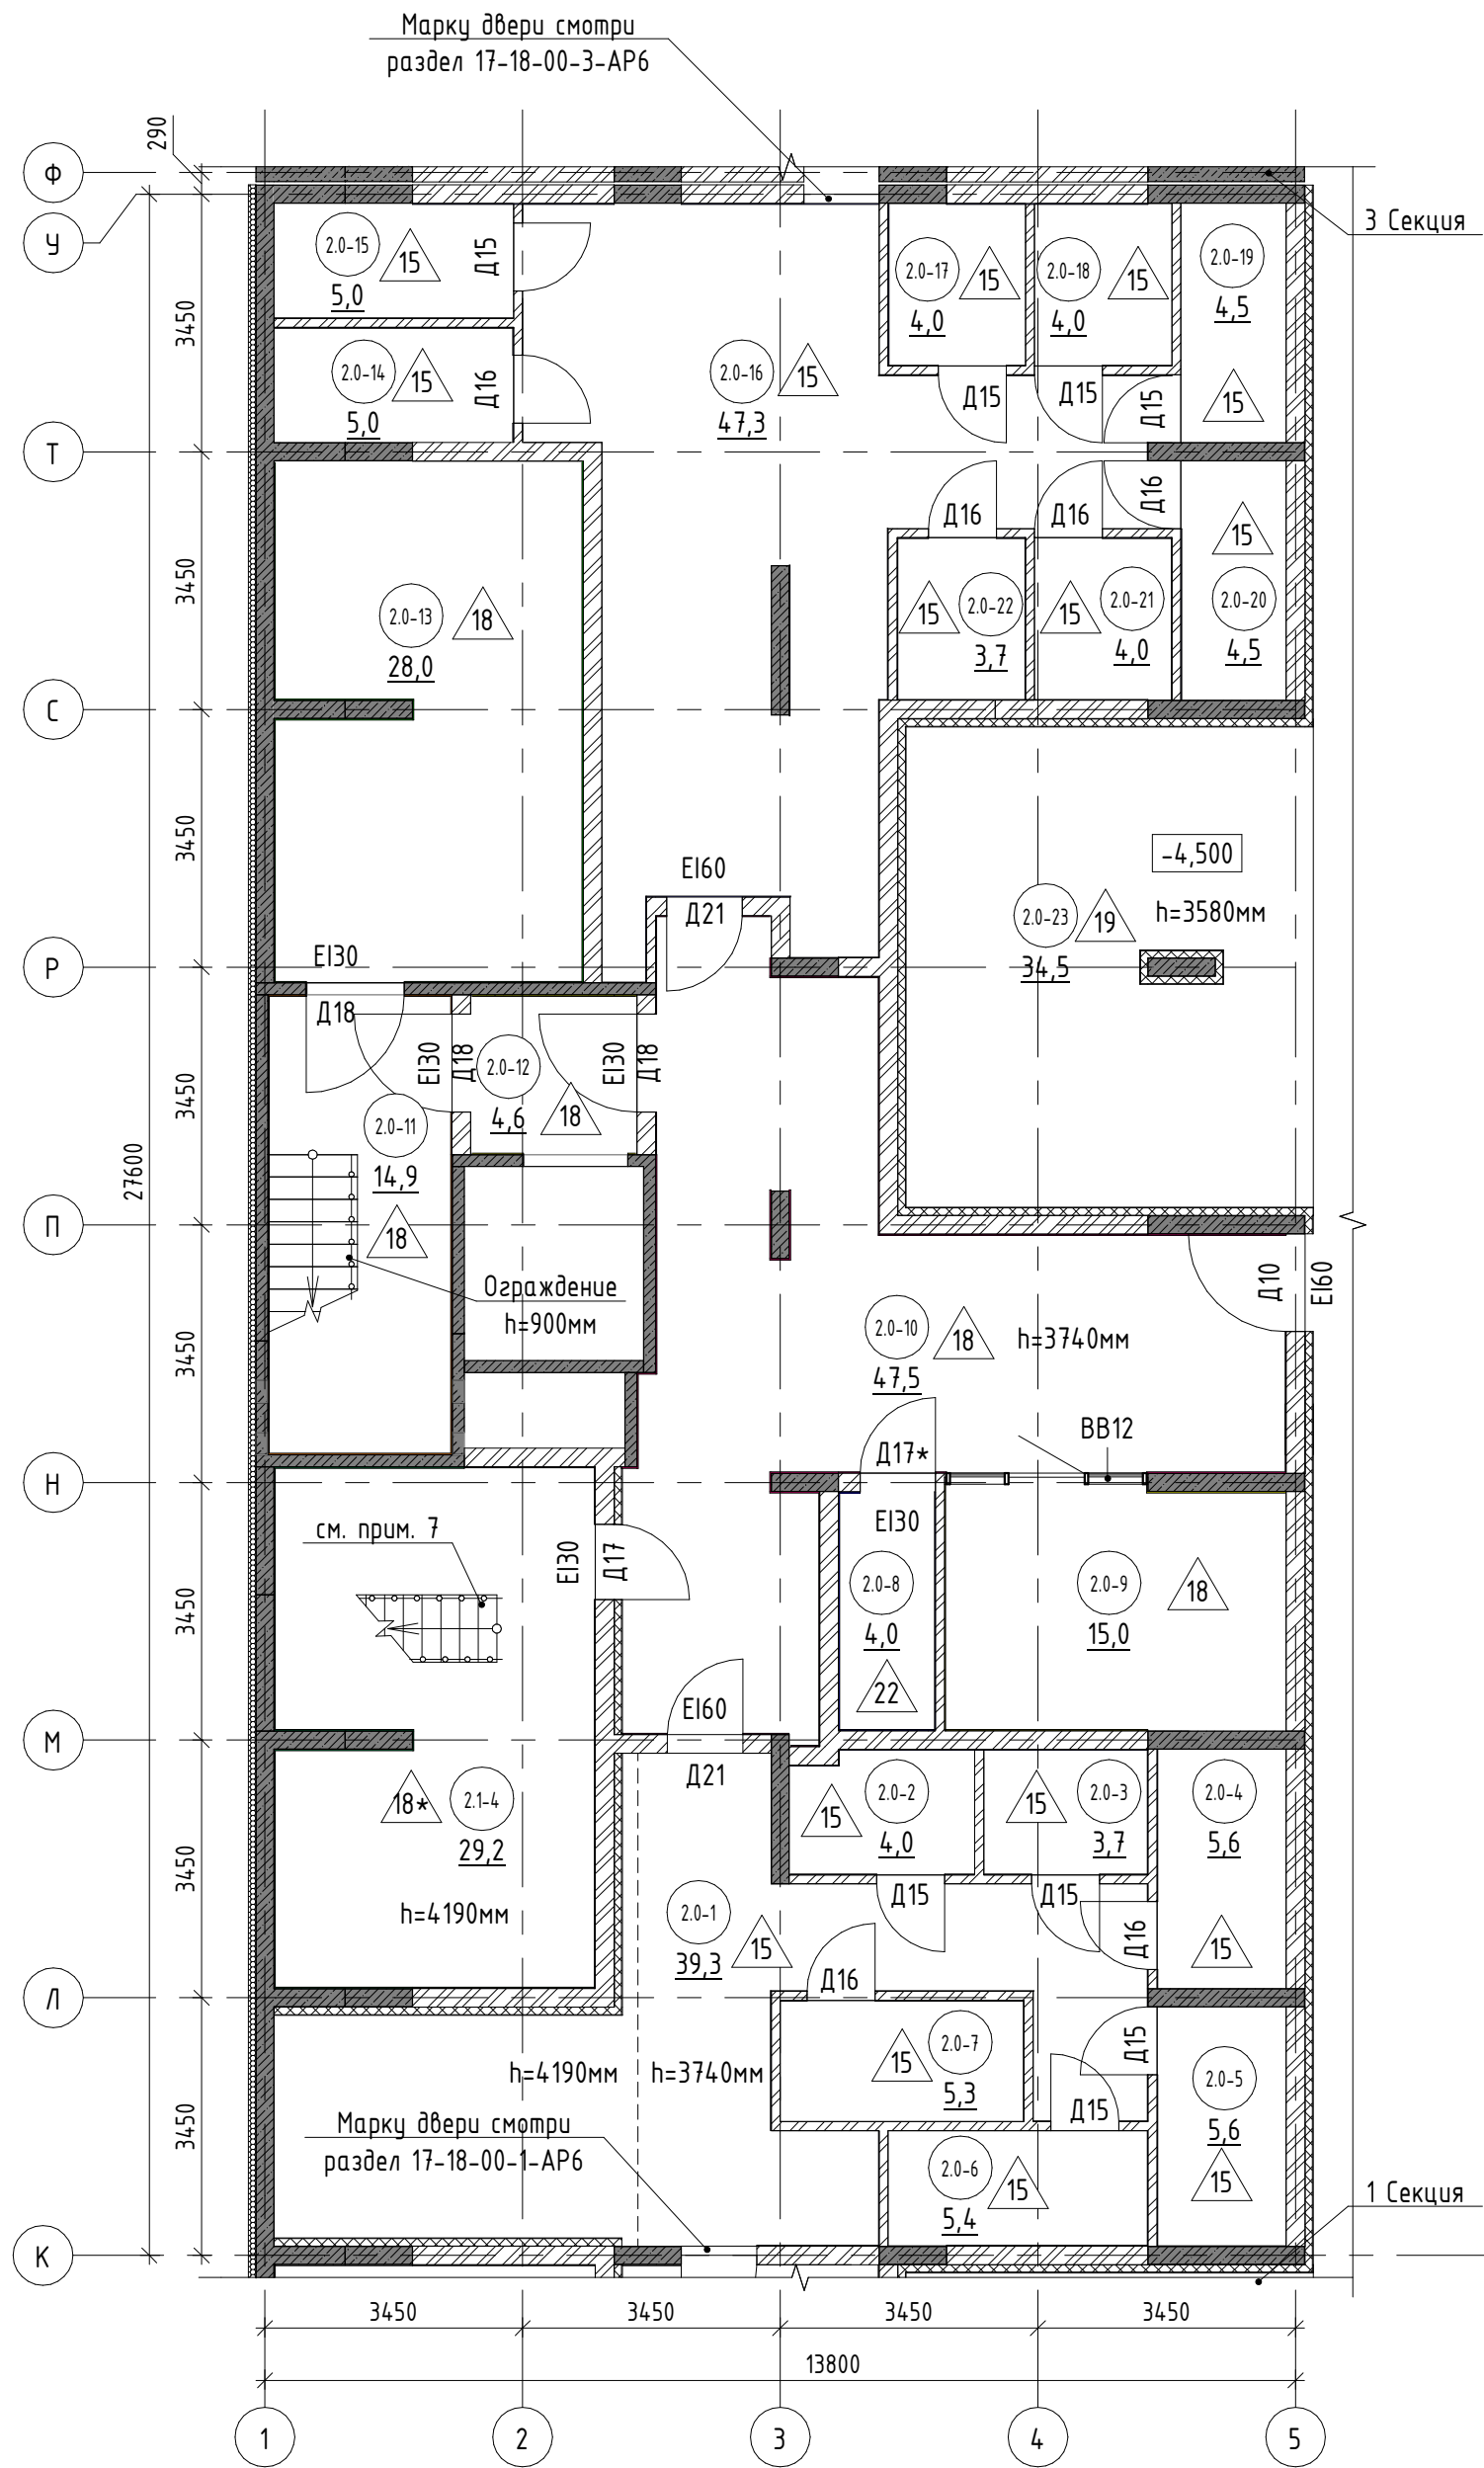 Марку двери смотри
раздел 17-18-00-3-АР6
290
Ф
У
3 Секция
2.0-15
15
5,0
Д15
2.0-17
15
4,0
2.0-18
15
4,0
2.0-19
4,5
15
3450
2.0-14
15
5,0
Д16
2.0-16
15
47,3
Д15
Д15
Д15
Т
Д16
Д16
Д16
15
3450
2.0-13
18
28,0
15
2.0-22
3,7
15
2.0-21
4,0
2.0-20
4,5
С
3450
-4,500
EI60
Д21
2.0-23
19
34,5
h=3580мм
Р
EI30
Д18
EI30
Д18
2.0-12
4,6
18
EI30
Д18
3450
2.0-11
14,9
18
27600
П
Ограждение
h=900мм
Д10
EI60
3450
2.0-10
18
47,5
h=3740мм
Д17*
ВВ12
Н
см. прим. 7
EI30
Д17
EI30
3450
2.0-8
4,0
22
2.0-9
15,0
18
EI60
М
Д21
18*
2.1-4
29,2
15
2.0-2
4,0
15
2.0-3
3,7
2.0-4
5,6
3450
h=4190мм
2.0-1
15
39,3
Д15
Д15
Д16
15
Л
Д16
15
2.0-7
5,3
Д15
2.0-5
5,6
15
h=4190мм
h=3740мм
3450
Марку двери смотри
раздел 17-18-00-1-АР6
Д15
2.0-6
15
5,4
1 Секция
К
3450
3450
3450
3450
13800
1
2
3
4
5